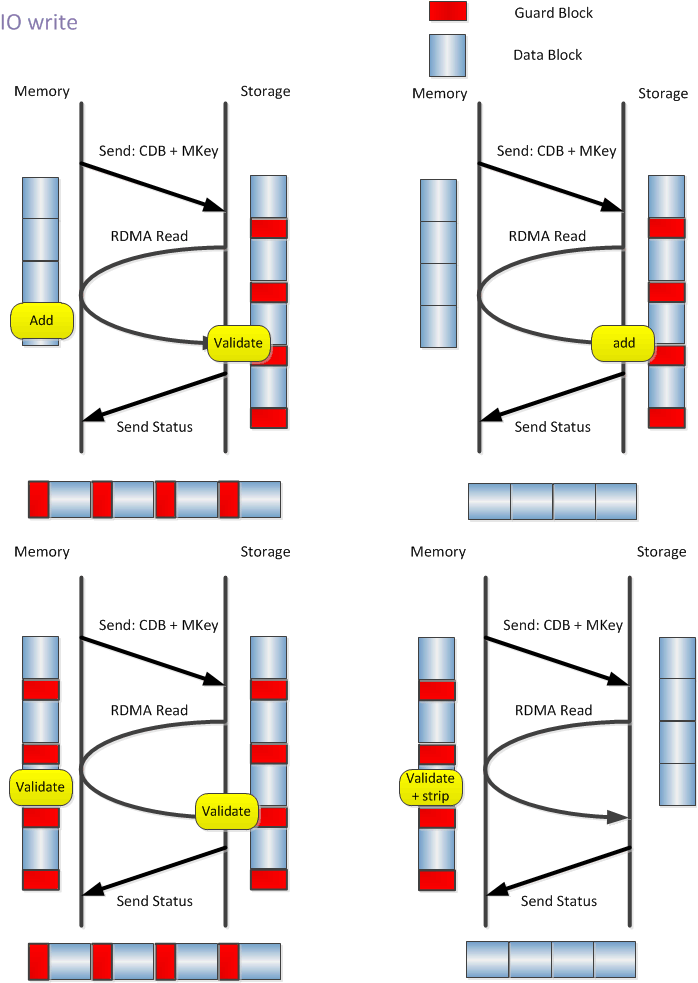 IO write
Guard Block
Data Block
Memory
Storage
Send: CDB + MKey
RDMA Read
Add
Validate
Send Status
Memory
Storage
Send: CDB + MKey
RDMA Read
add
Send Status
Memory
Storage
Send: CDB + MKey
RDMA Read
Validate
Validate
Send Status
Memory
Storage
Send: CDB + MKey
RDMA Read
Validate
+ strip
Send Status